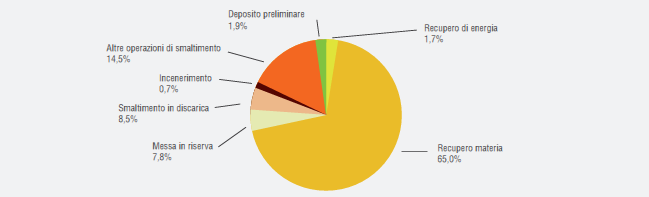 Deposito preliminare
1,9%
Recupero di energia
1,7%
Altre operazioni di smaltimento
14,5%
Incenerimento
0,7%
Smaltimento in discarica
8,5%
Messa in riserva
7,8%
Recupero materia
65,0%